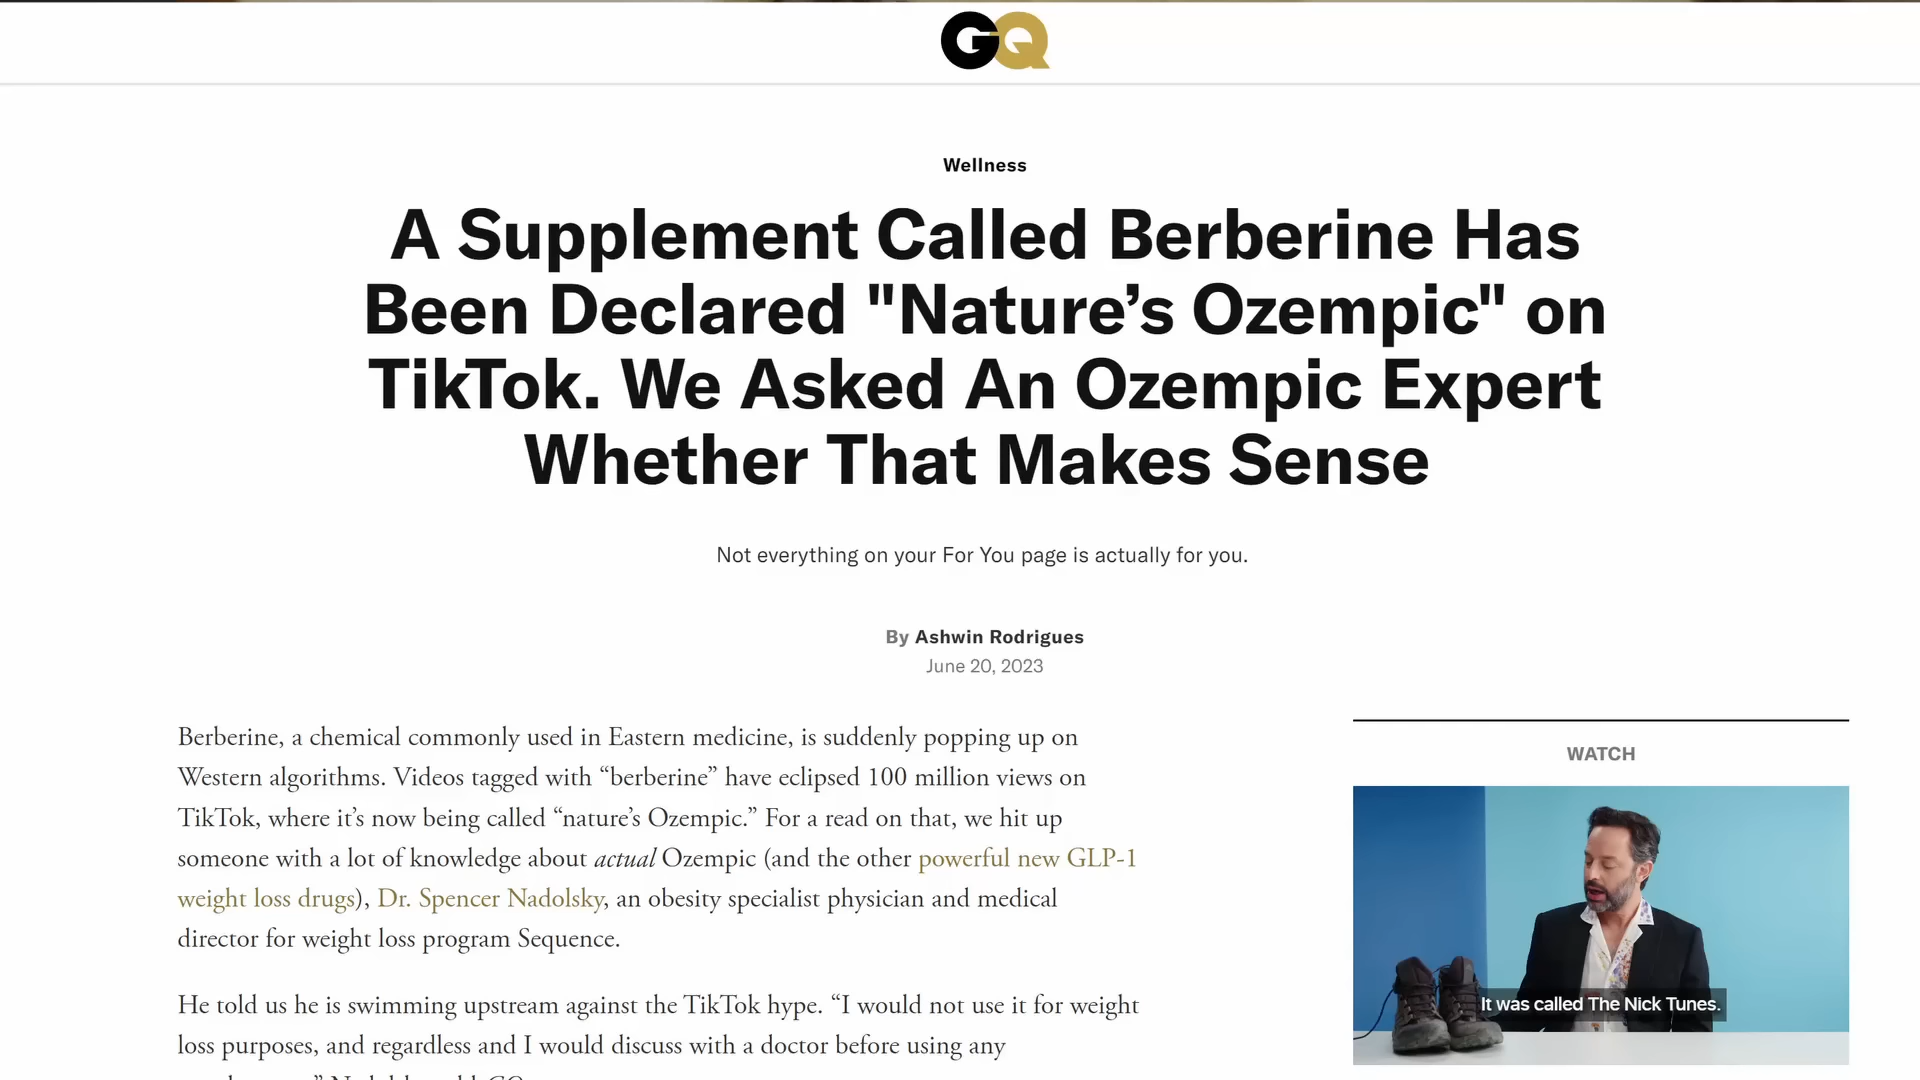 GQ
Wellness
A Supplement Called Berberine Has
Been Declared "Nature’s Ozempic" on
TikTok. We Asked An Ozempic Expert
Whether That Makes Sense
Not everything on your For You page is actually for you.
By Ashwin Rodrigues
June 20, 2023
Berberine, a chemical commonly used in Eastern medicine, is suddenly popping up on
Western algorithms. Videos tagged with “berberine” have eclipsed 100 million views on
TikTok, where it’s now being called “nature’s Ozempic.” For a read on that, we hit up
someone with a lot of knowledge about actual Ozempic (and the other powerful new GLP-1
weight loss drugs), Dr. Spencer Nadolsky, an obesity specialist physician and medical
director for weight loss program Sequence.
He told us he is swimming upstream against the TikTok hype. “I would not use it for weight
loss purposes, and regardless and I would discuss with a doctor before using any
WATCH
It was called The Nick Tunes.